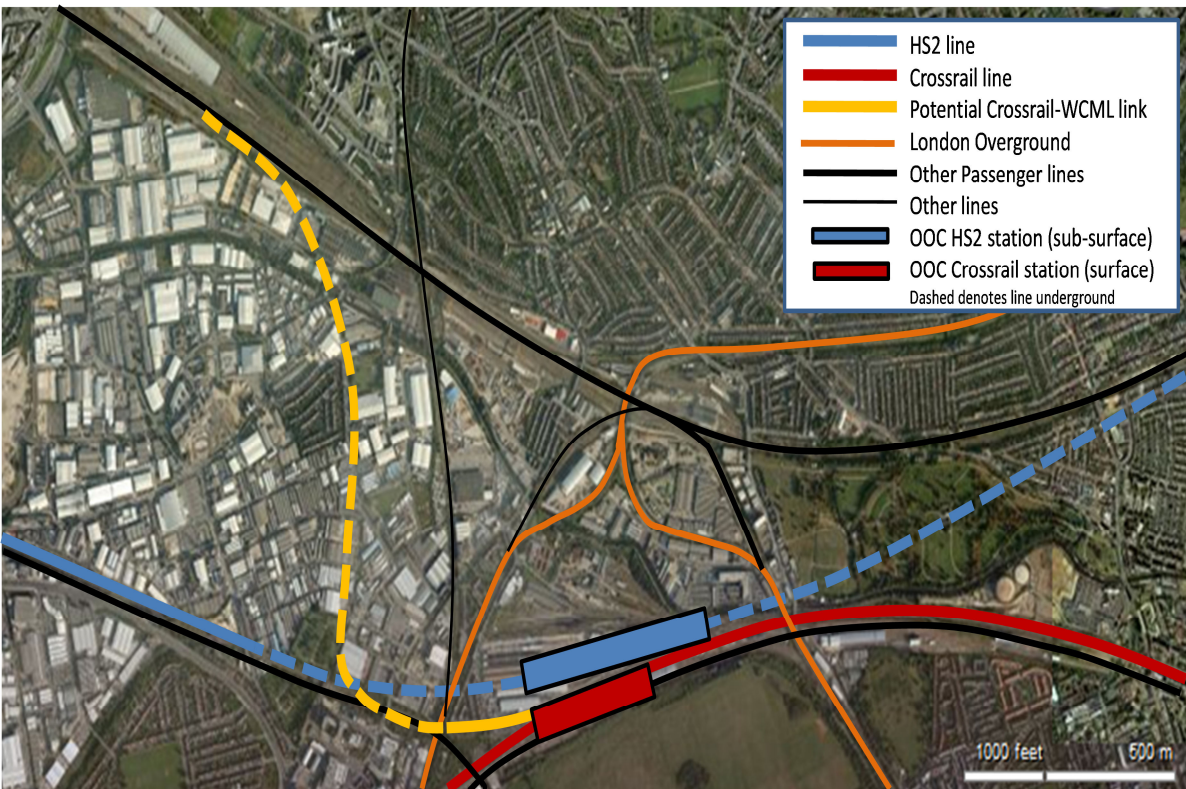 HS2 line
Crossrail line
Potential Crossrail-WCML link
London Overground
Other Passenger lines
Other lines
OOC HS2 station (sub-surface)
OOC Crossrail station (surface)
Dashed denotes line underground
1000 feet 500 m